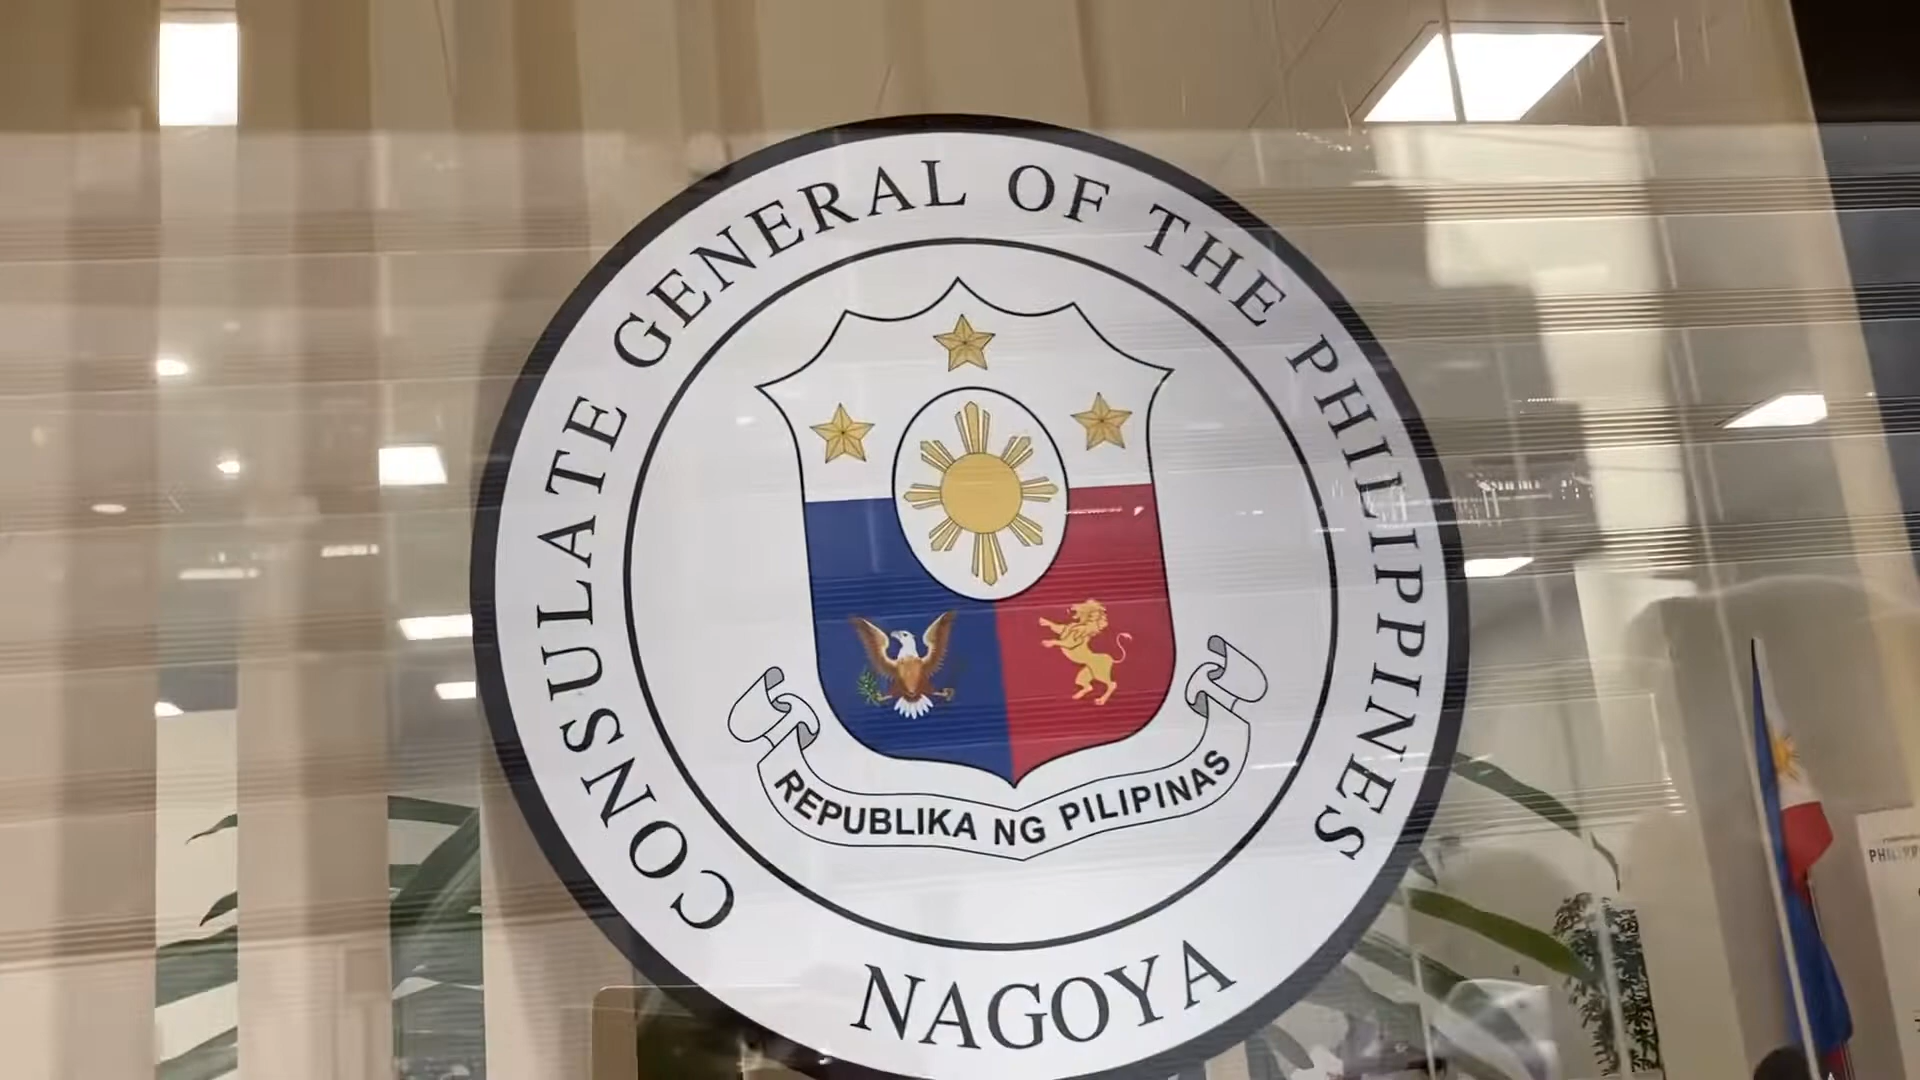 CONSULATE GENERAL OF THE PHILIPPINES
REPUBLIKA NG PILIPINAS
NAGOYA